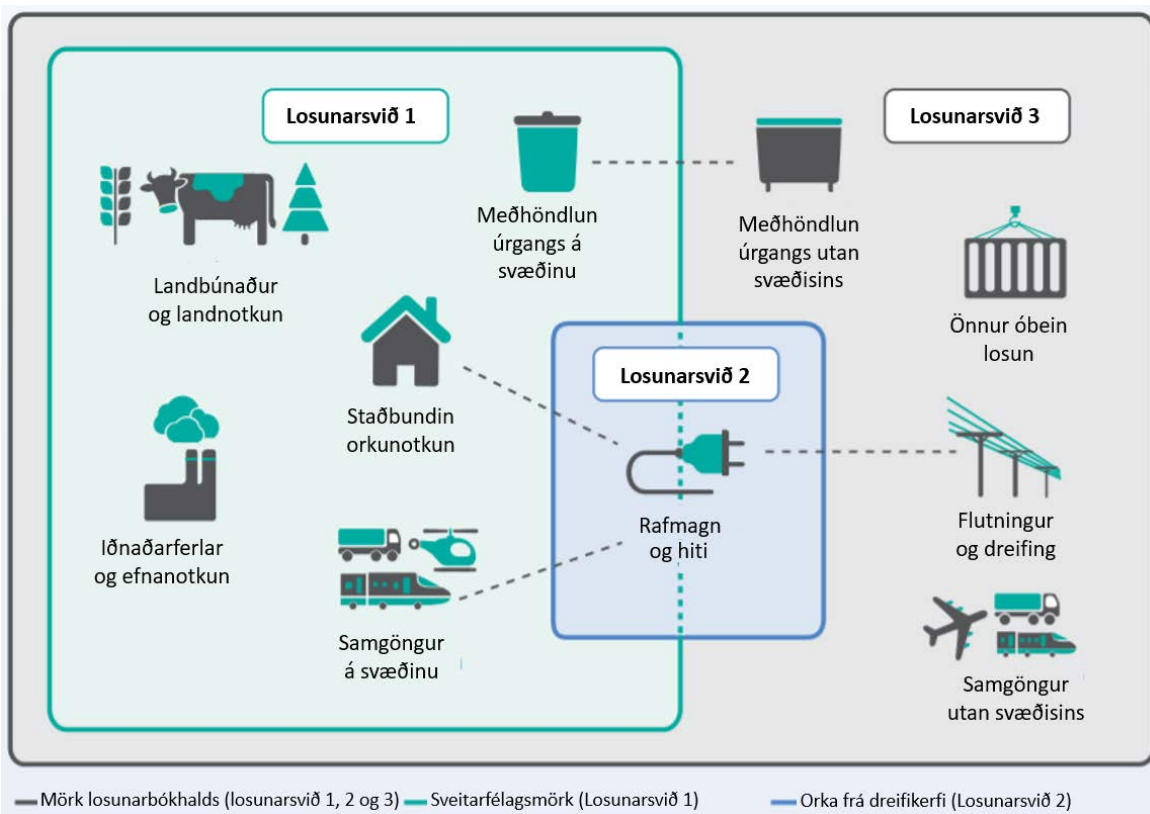 Losunarsvið 1
Losunarsvið 3
Landbúnaður
og landnotkun
Meðhöndlun
úrgangs á
svæðinu
Meðhöndlun
úrgangs utan
svæðisins
Önnur óbein
losun
Losunarsvið 2
Staðbundin
orkunotkun
Rafmagn
og hiti
Flutningur
og dreifing
Iðnaðarferlar
og efnanotkun
Samgöngur
á svæðinu
Samgöngur
utan svæðisins
Mörk losunarbókhalds (losunarsvið 1, 2 og 3)
Sveitarfélagsmörk (Losunarsvið 1)
Orka frá dreifikerfi (Losunarsvið 2)